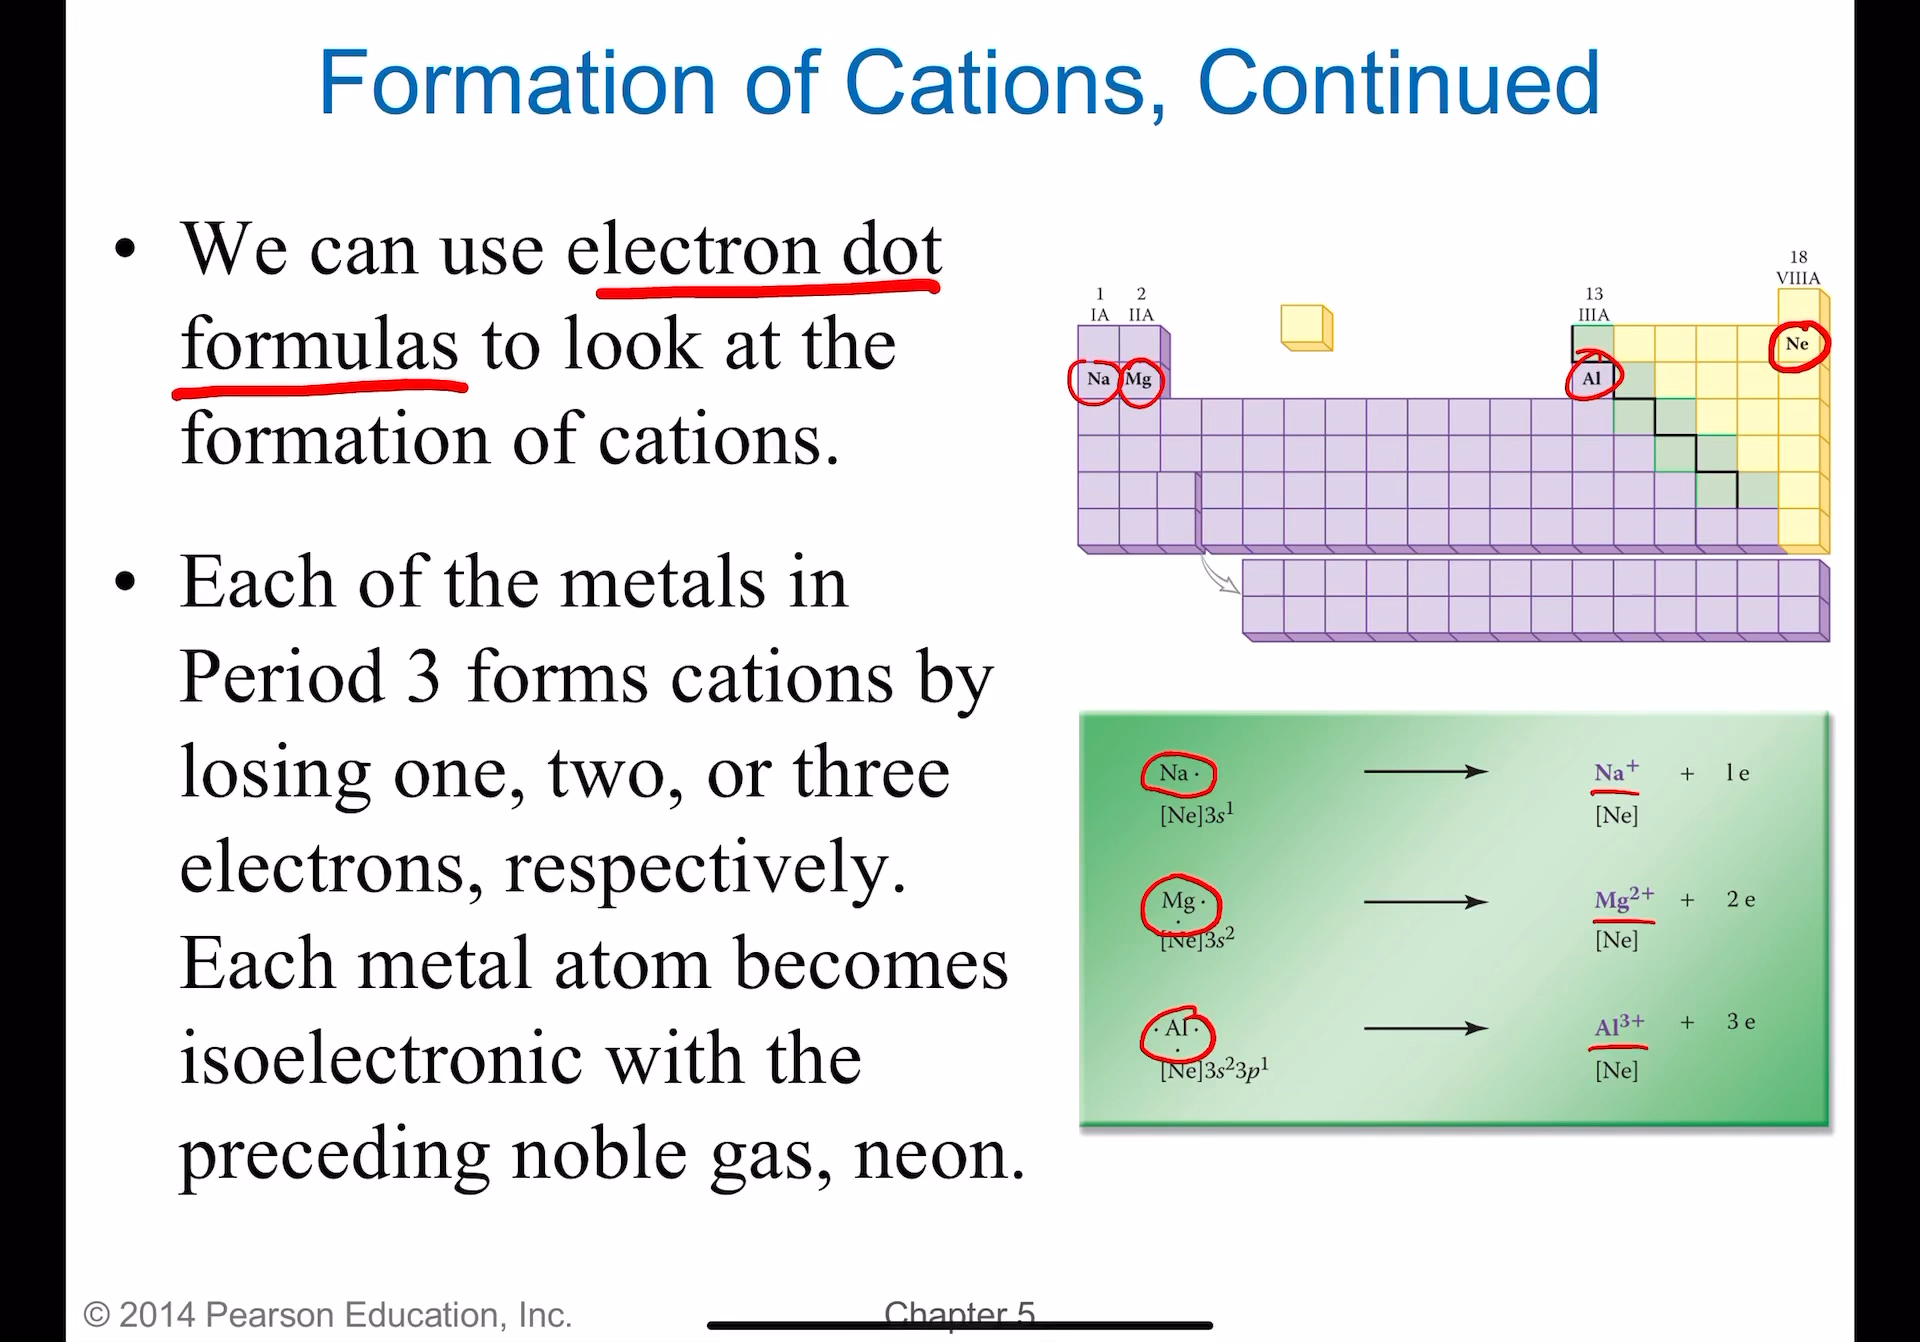 Formation of Cations, Continued
• We can use electron dot
formulas to look at the
formation of cations.
• Each of the metals in
Period 3 forms cations by
losing one, two, or three
electrons, respectively.
Each metal atom becomes
isoelectronic with the
preceding noble gas, neon.
18
VIIIA
1 2 13
IA IIA IIIA
Ne
Na Mg Al
Na· → Na⁺ + 1 e
[Ne]3s¹ [Ne]
Mg· → Mg²⁺ + 2 e
·
[Ne]3s² [Ne]
·Al· → Al³⁺ + 3 e
·
[Ne]3s²3p¹ [Ne]
© 2014 Pearson Education, Inc. Chapter 5